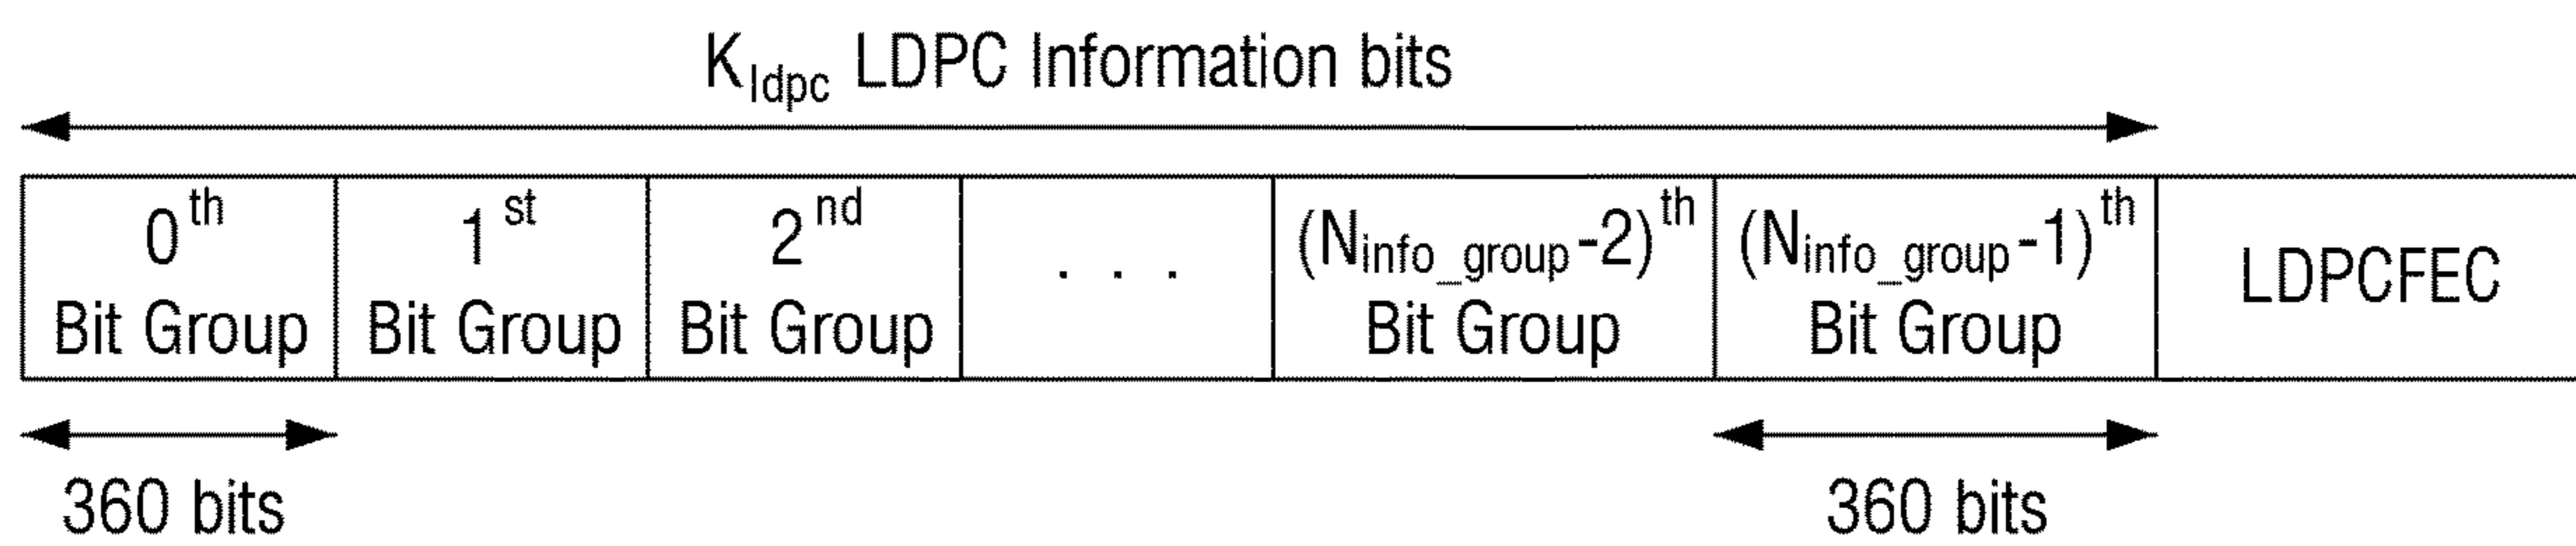 K_ldpc LDPC Information bits
0th 1st 2nd . . . (N_info_group-2)th (N_info_group-1)th LDPCFEC
Bit Group Bit Group Bit Group Bit Group Bit Group
360 bits 360 bits